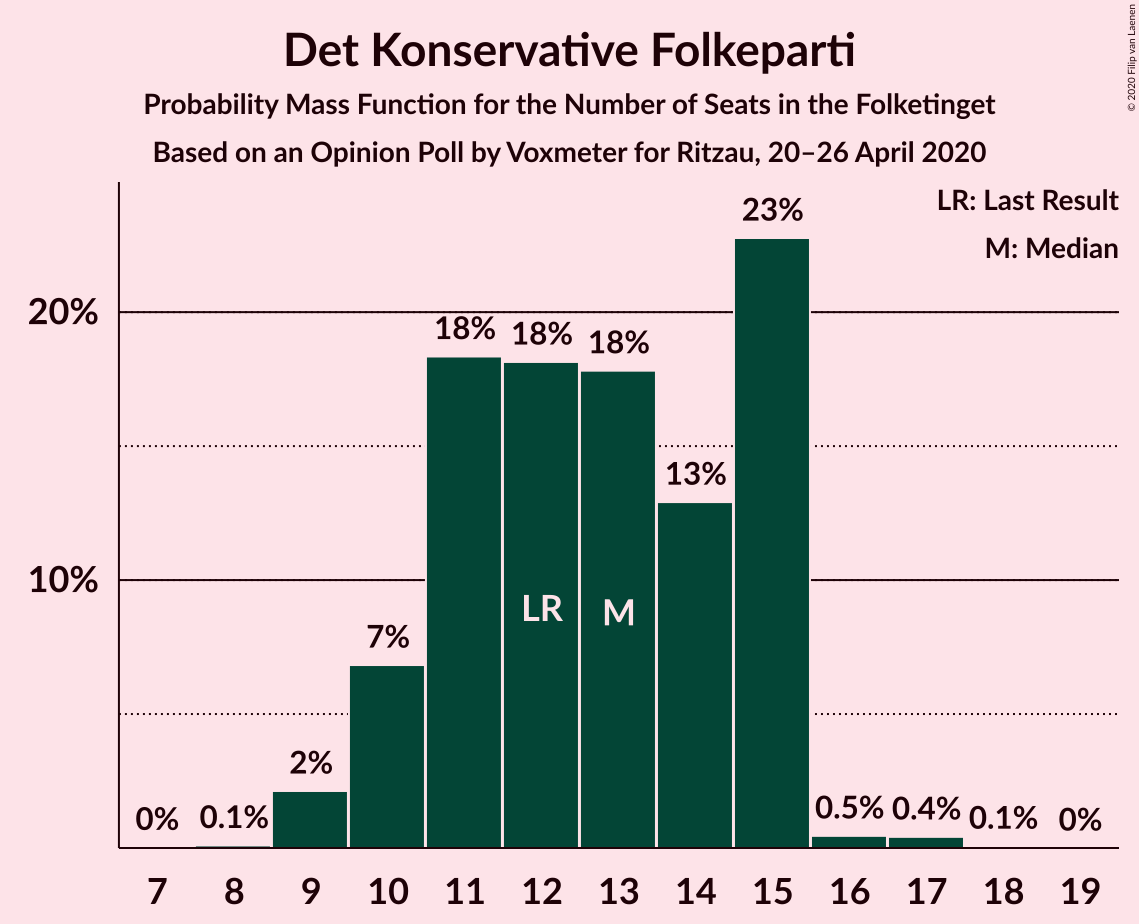 Det Konservative Folkeparti
Probability Mass Function for the Number of Seats in the Folketinget
Based on an Opinion Poll by Voxmeter for Ritzau, 20–26 April 2020
© 2020 Filip van Laenen
LR: Last Result
M: Median
20%
10%
0%
0.1%
2%
7%
18%
18%
18%
13%
23%
0.5%
0.4%
0.1%
0%
LR
M
7 8 9 10 11 12 13 14 15 16 17 18 19